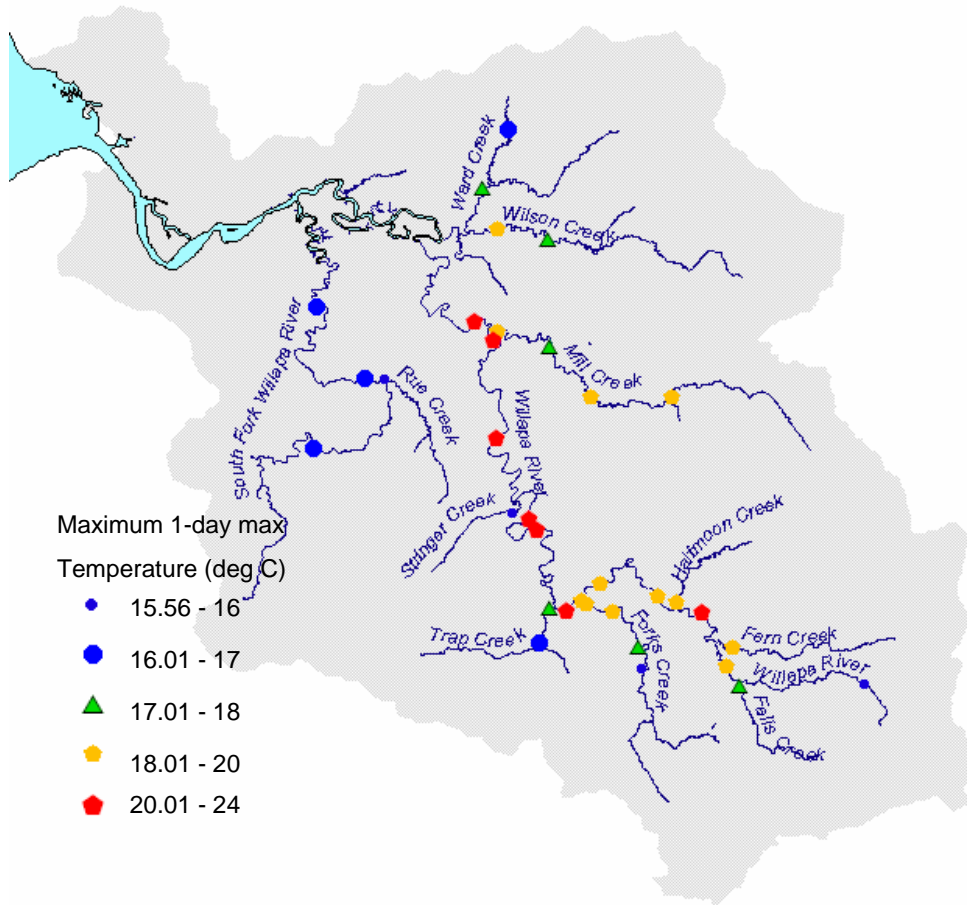 Ward Creek
Wilson Creek
South Fork Willapa River
Rue Creek
Mill Creek
Willapa River
Stringer Creek
Halfmoon Creek
Trap Creek
Forks Creek
Fern Creek
Willapa River
Falls Creek
Maximum 1-day max
Temperature (deg C)
15.56 - 16
16.01 - 17
17.01 - 18
18.01 - 20
20.01 - 24